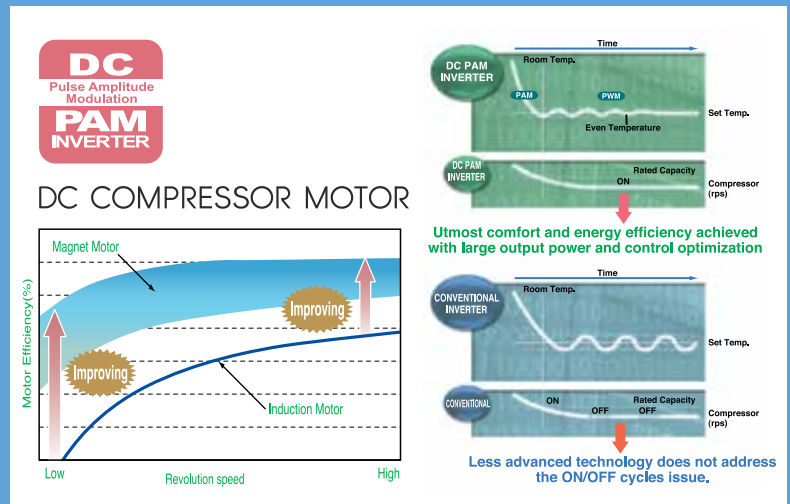 DC
Pulse Amplitude
Modulation
PAM
INVERTER
DC COMPRESSOR MOTOR
Motor Efficiency(%)
Magnet Motor
Improving
Improving
Induction Motor
Low
Revolution speed
High
Time
DC PAM
INVERTER
Room Temp.
PAM
PWM
Set Temp.
Even Temperature
DC PAM
INVERTER
Rated Capacity
ON
Compressor
(rps)
Utmost comfort and energy efficiency achieved
with large output power and control optimization
Time
CONVENTIONAL
INVERTER
Room Temp.
Set Temp.
CONVENTIONAL
ON
OFF
Rated Capacity
OFF
Compressor
(rps)
Less advanced technology does not address
the ON/OFF cycles issue.